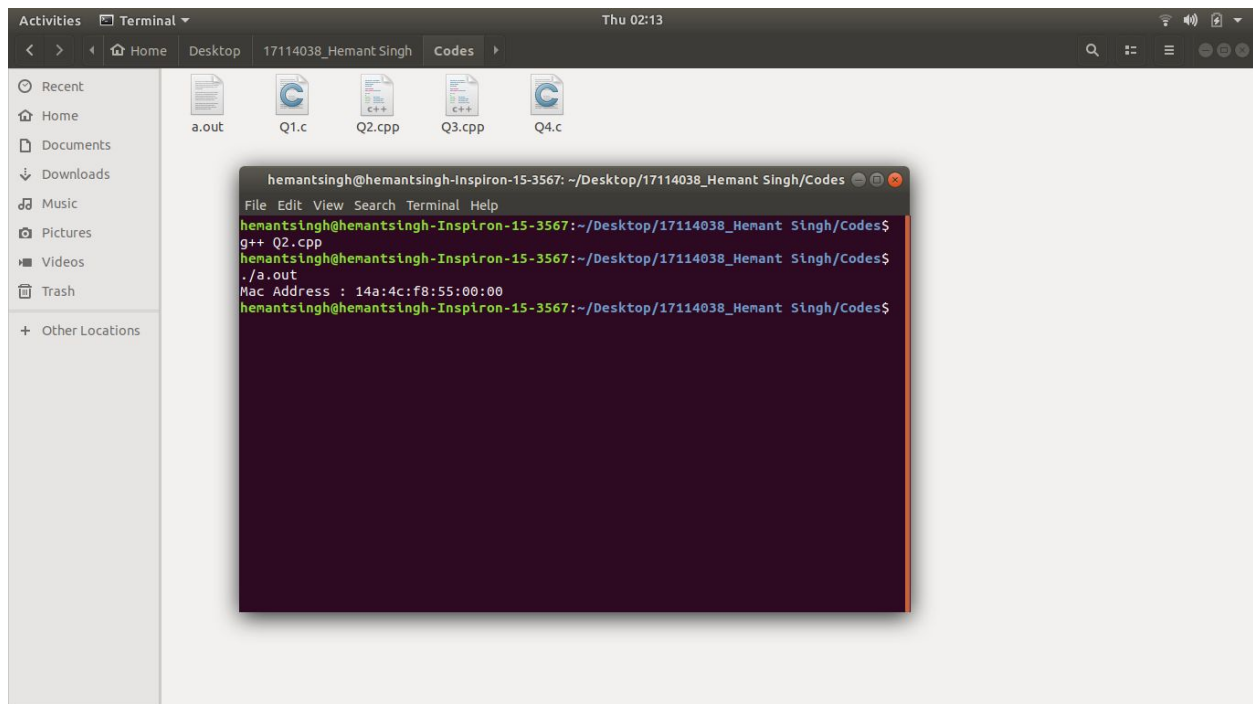 Activities Terminal Thu 02:13
Home Desktop 17114038_Hemant Singh Codes
Recent
Home
Documents
Downloads
Music
Pictures
Videos
Trash
+ Other Locations
a.out Q1.c Q2.cpp Q3.cpp Q4.c
hemantsingh@hemantsingh-Inspiron-15-3567: ~/Desktop/17114038_Hemant Singh/Codes
File Edit View Search Terminal Help
hemantsingh@hemantsingh-Inspiron-15-3567:~/Desktop/17114038_Hemant Singh/Codes$
g++ Q2.cpp
hemantsingh@hemantsingh-Inspiron-15-3567:~/Desktop/17114038_Hemant Singh/Codes$
./a.out
Mac Address : 14a:4c:f8:55:00:00
hemantsingh@hemantsingh-Inspiron-15-3567:~/Desktop/17114038_Hemant Singh/Codes$